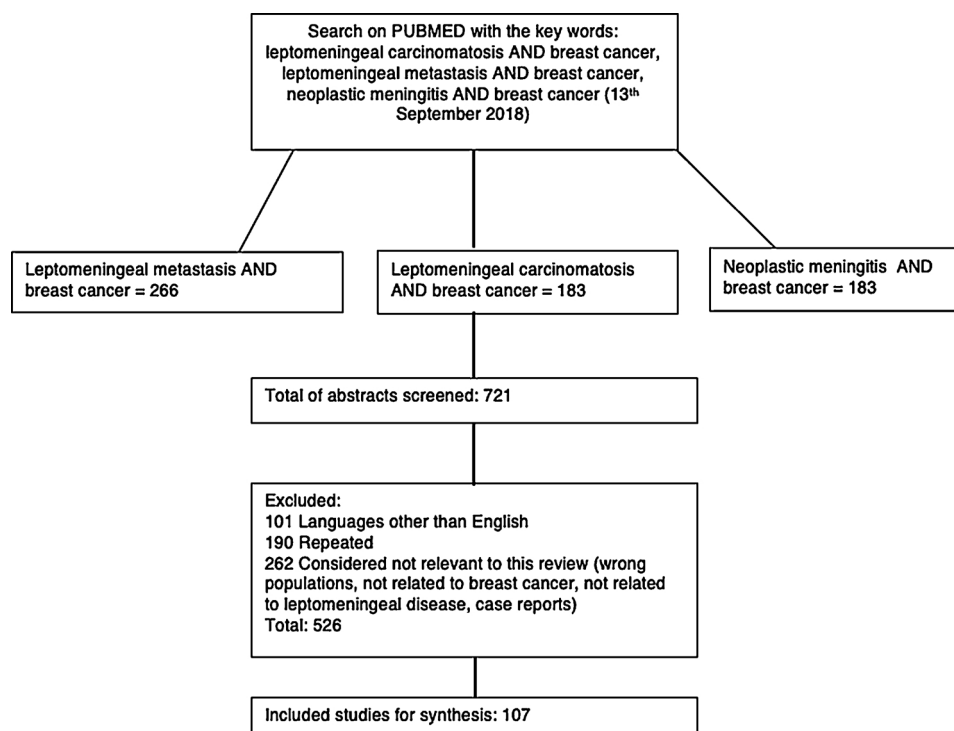 Search on PUBMED with the key words:
leptomeningeal carcinomatosis AND breast cancer,
leptomeningeal metastasis AND breast cancer,
neoplastic meningitis AND breast cancer (13th
September 2018)
Leptomeningeal metastasis AND
breast cancer = 266
Leptomeningeal carcinomatosis
AND breast cancer = 183
Neoplastic meningitis AND
breast cancer = 183
Total of abstracts screened: 721
Excluded:
101 Languages other than English
190 Repeated
262 Considered not relevant to this review (wrong
populations, not related to breast cancer, not related
to leptomeningeal disease, case reports)
Total: 526
Included studies for synthesis: 107